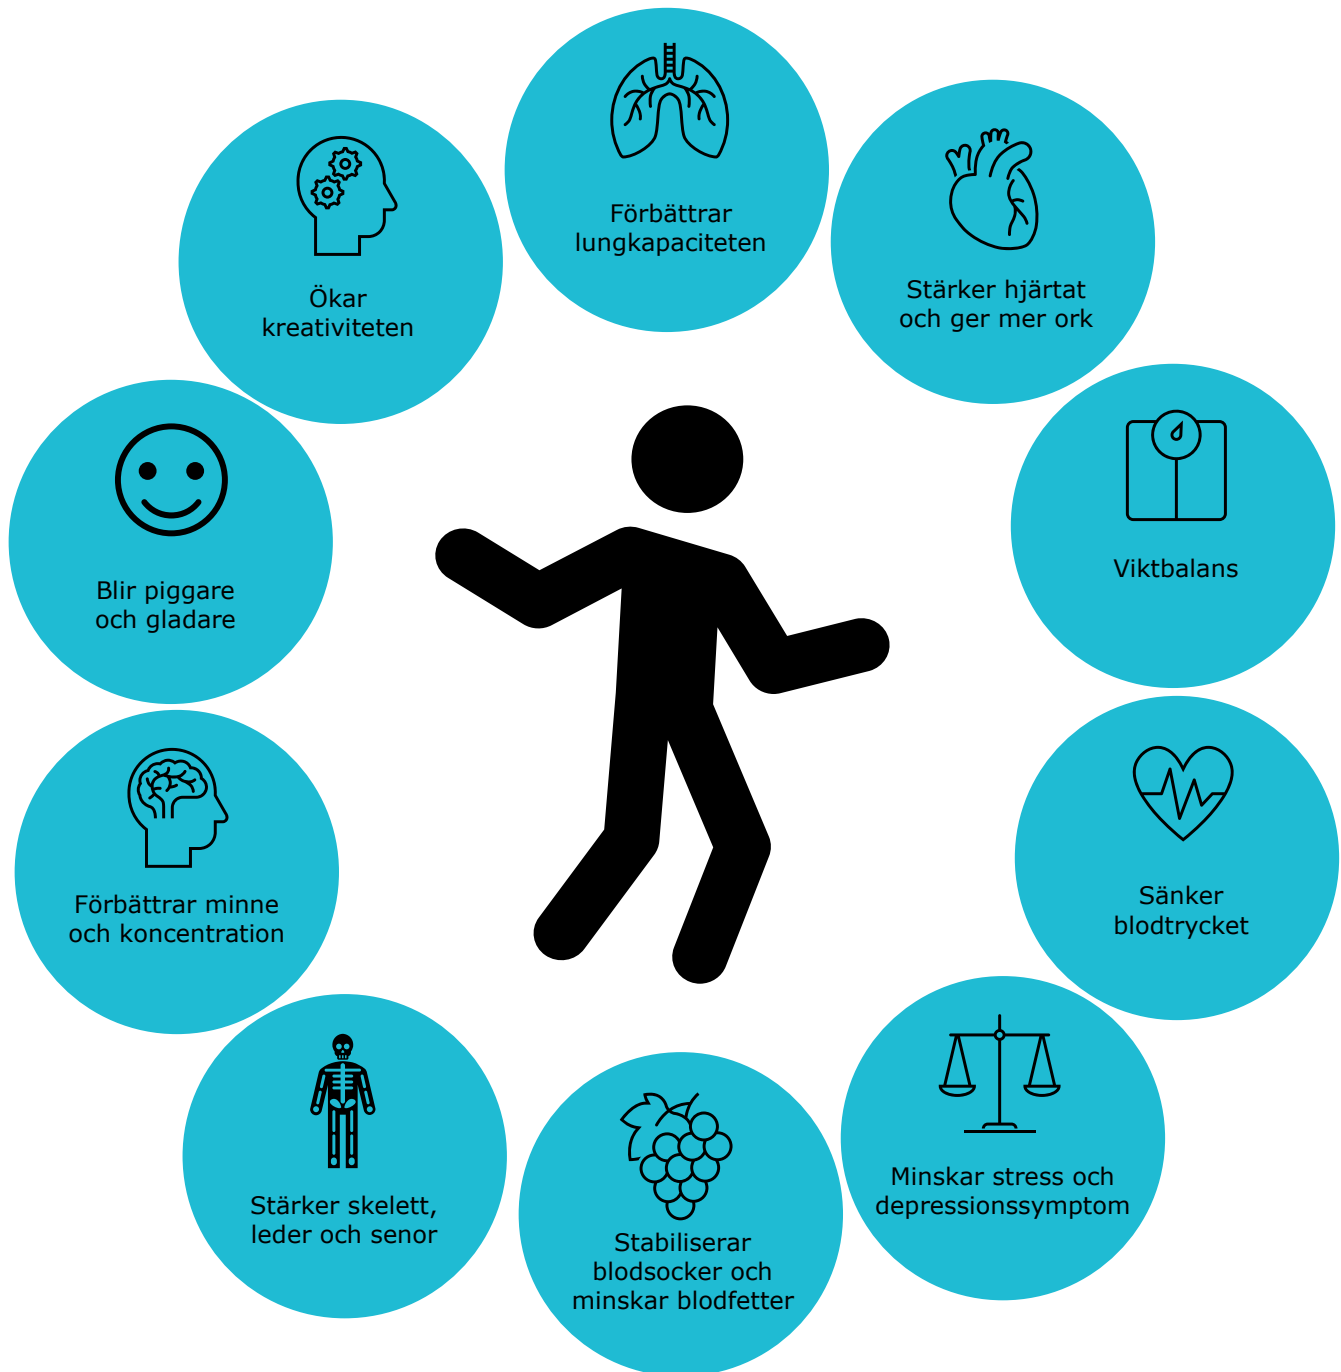 Förbättrar
lungkapaciteten
Stärker hjärtat
och ger mer ork
Viktbalans
Sänker
blodtrycket
Minskar stress och
depressionssymptom
Stabiliserar
blodsocker och
minskar blodfetter
Stärker skelett,
leder och senor
Förbättrar minne
och koncentration
Blir piggare
och gladare
Ökar
kreativiteten